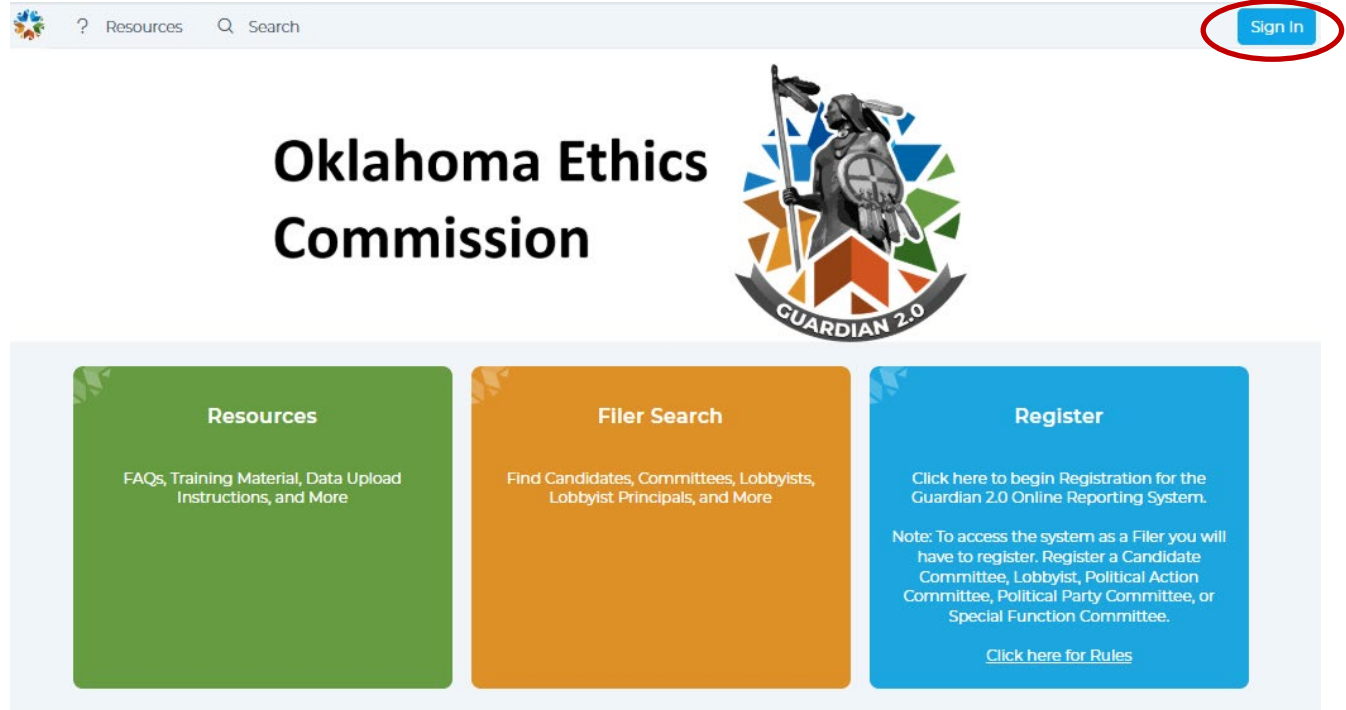 ? Resources Search
Sign In
Oklahoma Ethics
Commission
GUARDIAN 2.0
Resources
FAQs, Training Material, Data Upload
Instructions, and More
Filer Search
Find Candidates, Committees, Lobbyists,
Lobbyist Principals, and More
Register
Click here to begin Registration for the
Guardian 2.0 Online Reporting System.
Note: To access the system as a Filer you will
have to register. Register a Candidate
Committee, Lobbyist, Political Action
Committee, Political Party Committee, or
Special Function Committee.
Click here for Rules